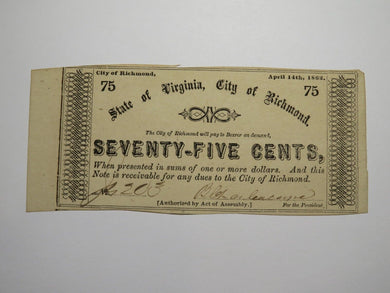 City of Richmond, April 14th, 1862.
75 State of Virginia, City of Richmond. 75
The City of Richmond will pay to Bearer on demand,
SEVENTY-FIVE CENTS,
When presented in sums of one or more dollars. And this
Note is receivable for any dues to the City of Richmond.
203
[Authorized by Act of Assembly.] For the President